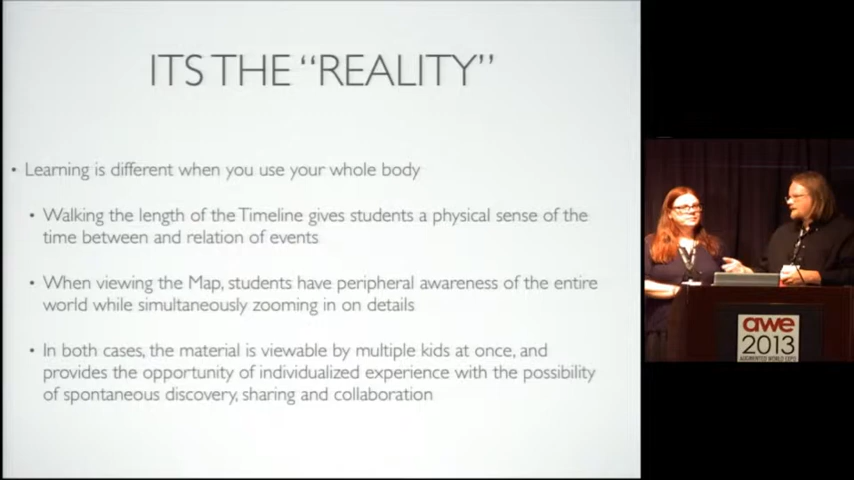 ITS THE “REALITY”
• Learning is different when you use your whole body
• Walking the length of the Timeline gives students a physical sense of the
time between and relation of events
• When viewing the Map, students have peripheral awareness of the entire
world while simultaneously zooming in on details
• In both cases, the material is viewable by multiple kids at once, and
provides the opportunity of individualized experience with the possibility
of spontaneous discovery, sharing and collaboration
awe
2013
AUGMENTED WORLD EXPO